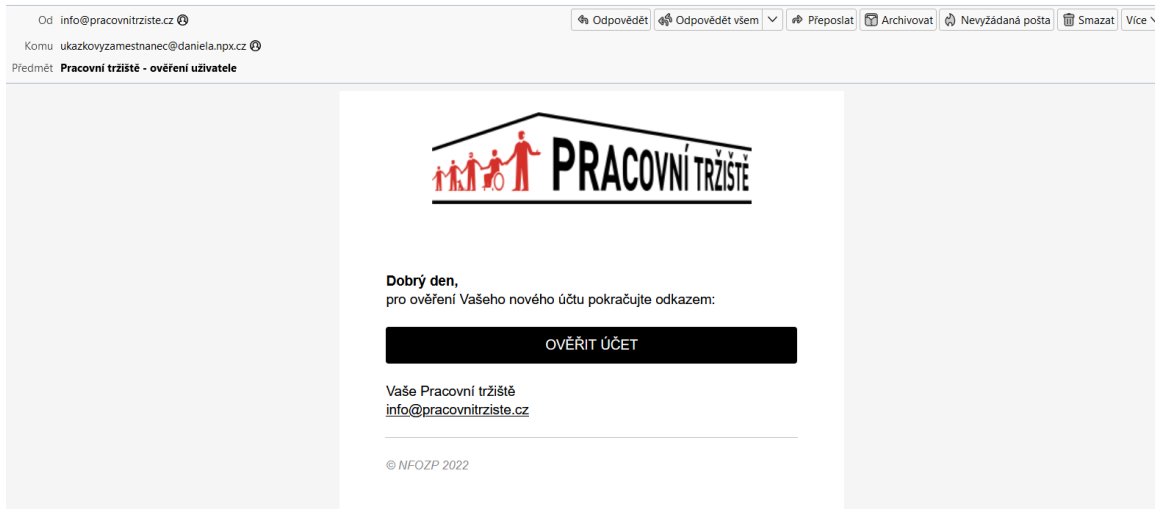 Od info@pracovnitrziste.cz
Odpovědět Odpovědět všem Přeposlat Archivovat Nevyžádaná pošta Smazat Více
Komu ukazkovyzamestnanec@daniela.npx.cz
Předmět Pracovní tržiště - ověření uživatele
PRACOVNÍ TRŽIŠTĚ
Dobrý den,
pro ověření Vašeho nového účtu pokračujte odkazem:
OVĚŘIT ÚČET
Vaše Pracovní tržiště
info@pracovnitrziste.cz
© NFOZP 2022